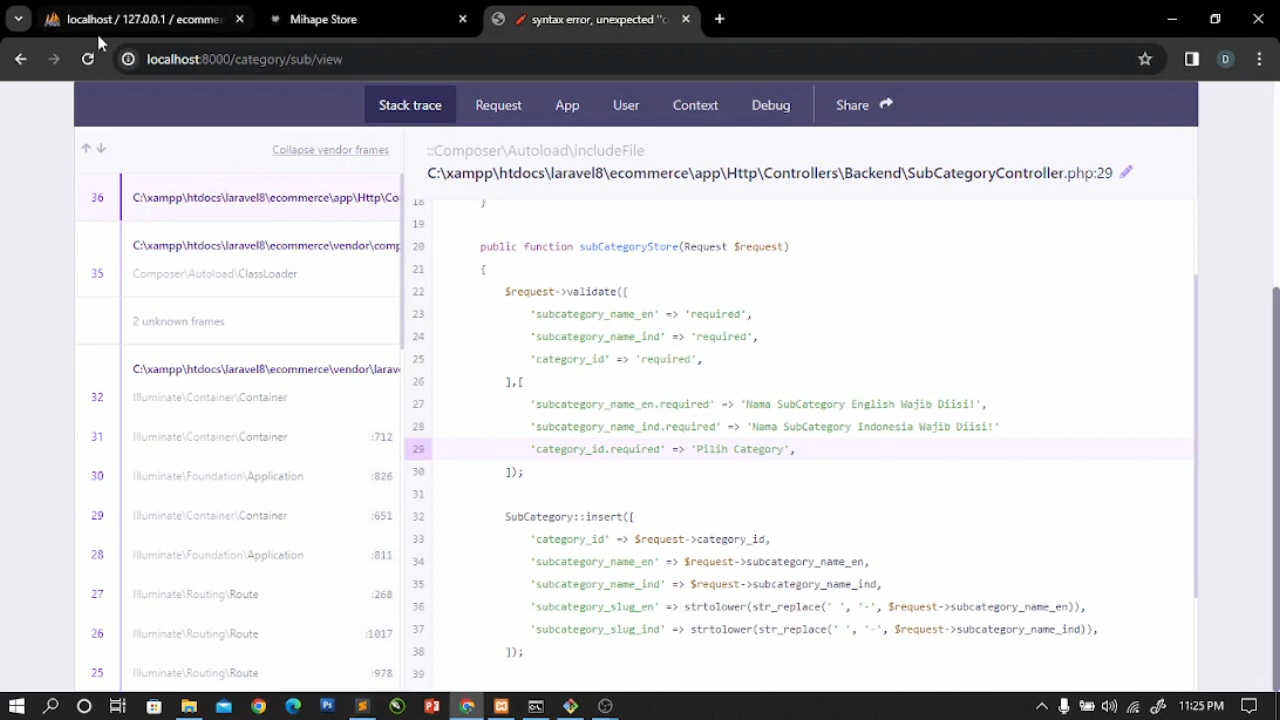 localhost / 127.0.0.1 / ecomme
Mihape Store
syntax error, unexpected "c
localhost:8000/category/sub/view
Stack trace
Request
App
User
Context
Debug
Share
Collapse vendor frames
36 C:\xampp\htdocs\laravel8\ecommerce\app\Http\Co
C:\xampp\htdocs\laravel8\ecommerce\vendor\comp
35 Composer\Autoload\ClassLoader
2 unknown frames
C:\xampp\htdocs\laravel8\ecommerce\vendor\larav
32 Illuminate\Container\Container
31 Illuminate\Container\Container :712
30 Illuminate\Foundation\Application :826
29 Illuminate\Container\Container :651
28 Illuminate\Foundation\Application :811
27 Illuminate\Routing\Route :268
26 Illuminate\Routing\Route :1017
25 Illuminate\Routing\Route :978
::Composer\Autoload\includeFile
C:\xampp\htdocs\laravel8\ecommerce\app\Http\Controllers\Backend\SubCategoryController.php:29
18 }
19
20 public function subCategoryStore(Request $request)
21 {
22 $request->validate([
23 'subcategory_name_en' => 'required',
24 'subcategory_name_ind' => 'required',
25 'category_id' => 'required',
26 ],[
27 'subcategory_name_en.required' => 'Nama SubCategory English Wajib Diisi!',
28 'subcategory_name_ind.required' => 'Nama SubCategory Indonesia Wajib Diisi!'
29 'category_id.required' => 'Pilih Category',
30 ]);
31
32 SubCategory::insert([
33 'category_id' => $request->category_id,
34 'subcategory_name_en' => $request->subcategory_name_en,
35 'subcategory_name_ind' => $request->subcategory_name_ind,
36 'subcategory_slug_en' => strtolower(str_replace(' ', '-', $request->subcategory_name_en)),
37 'subcategory_slug_ind' => strtolower(str_replace(' ', '-', $request->subcategory_name_ind)),
38 ]);
39
11:25 PM